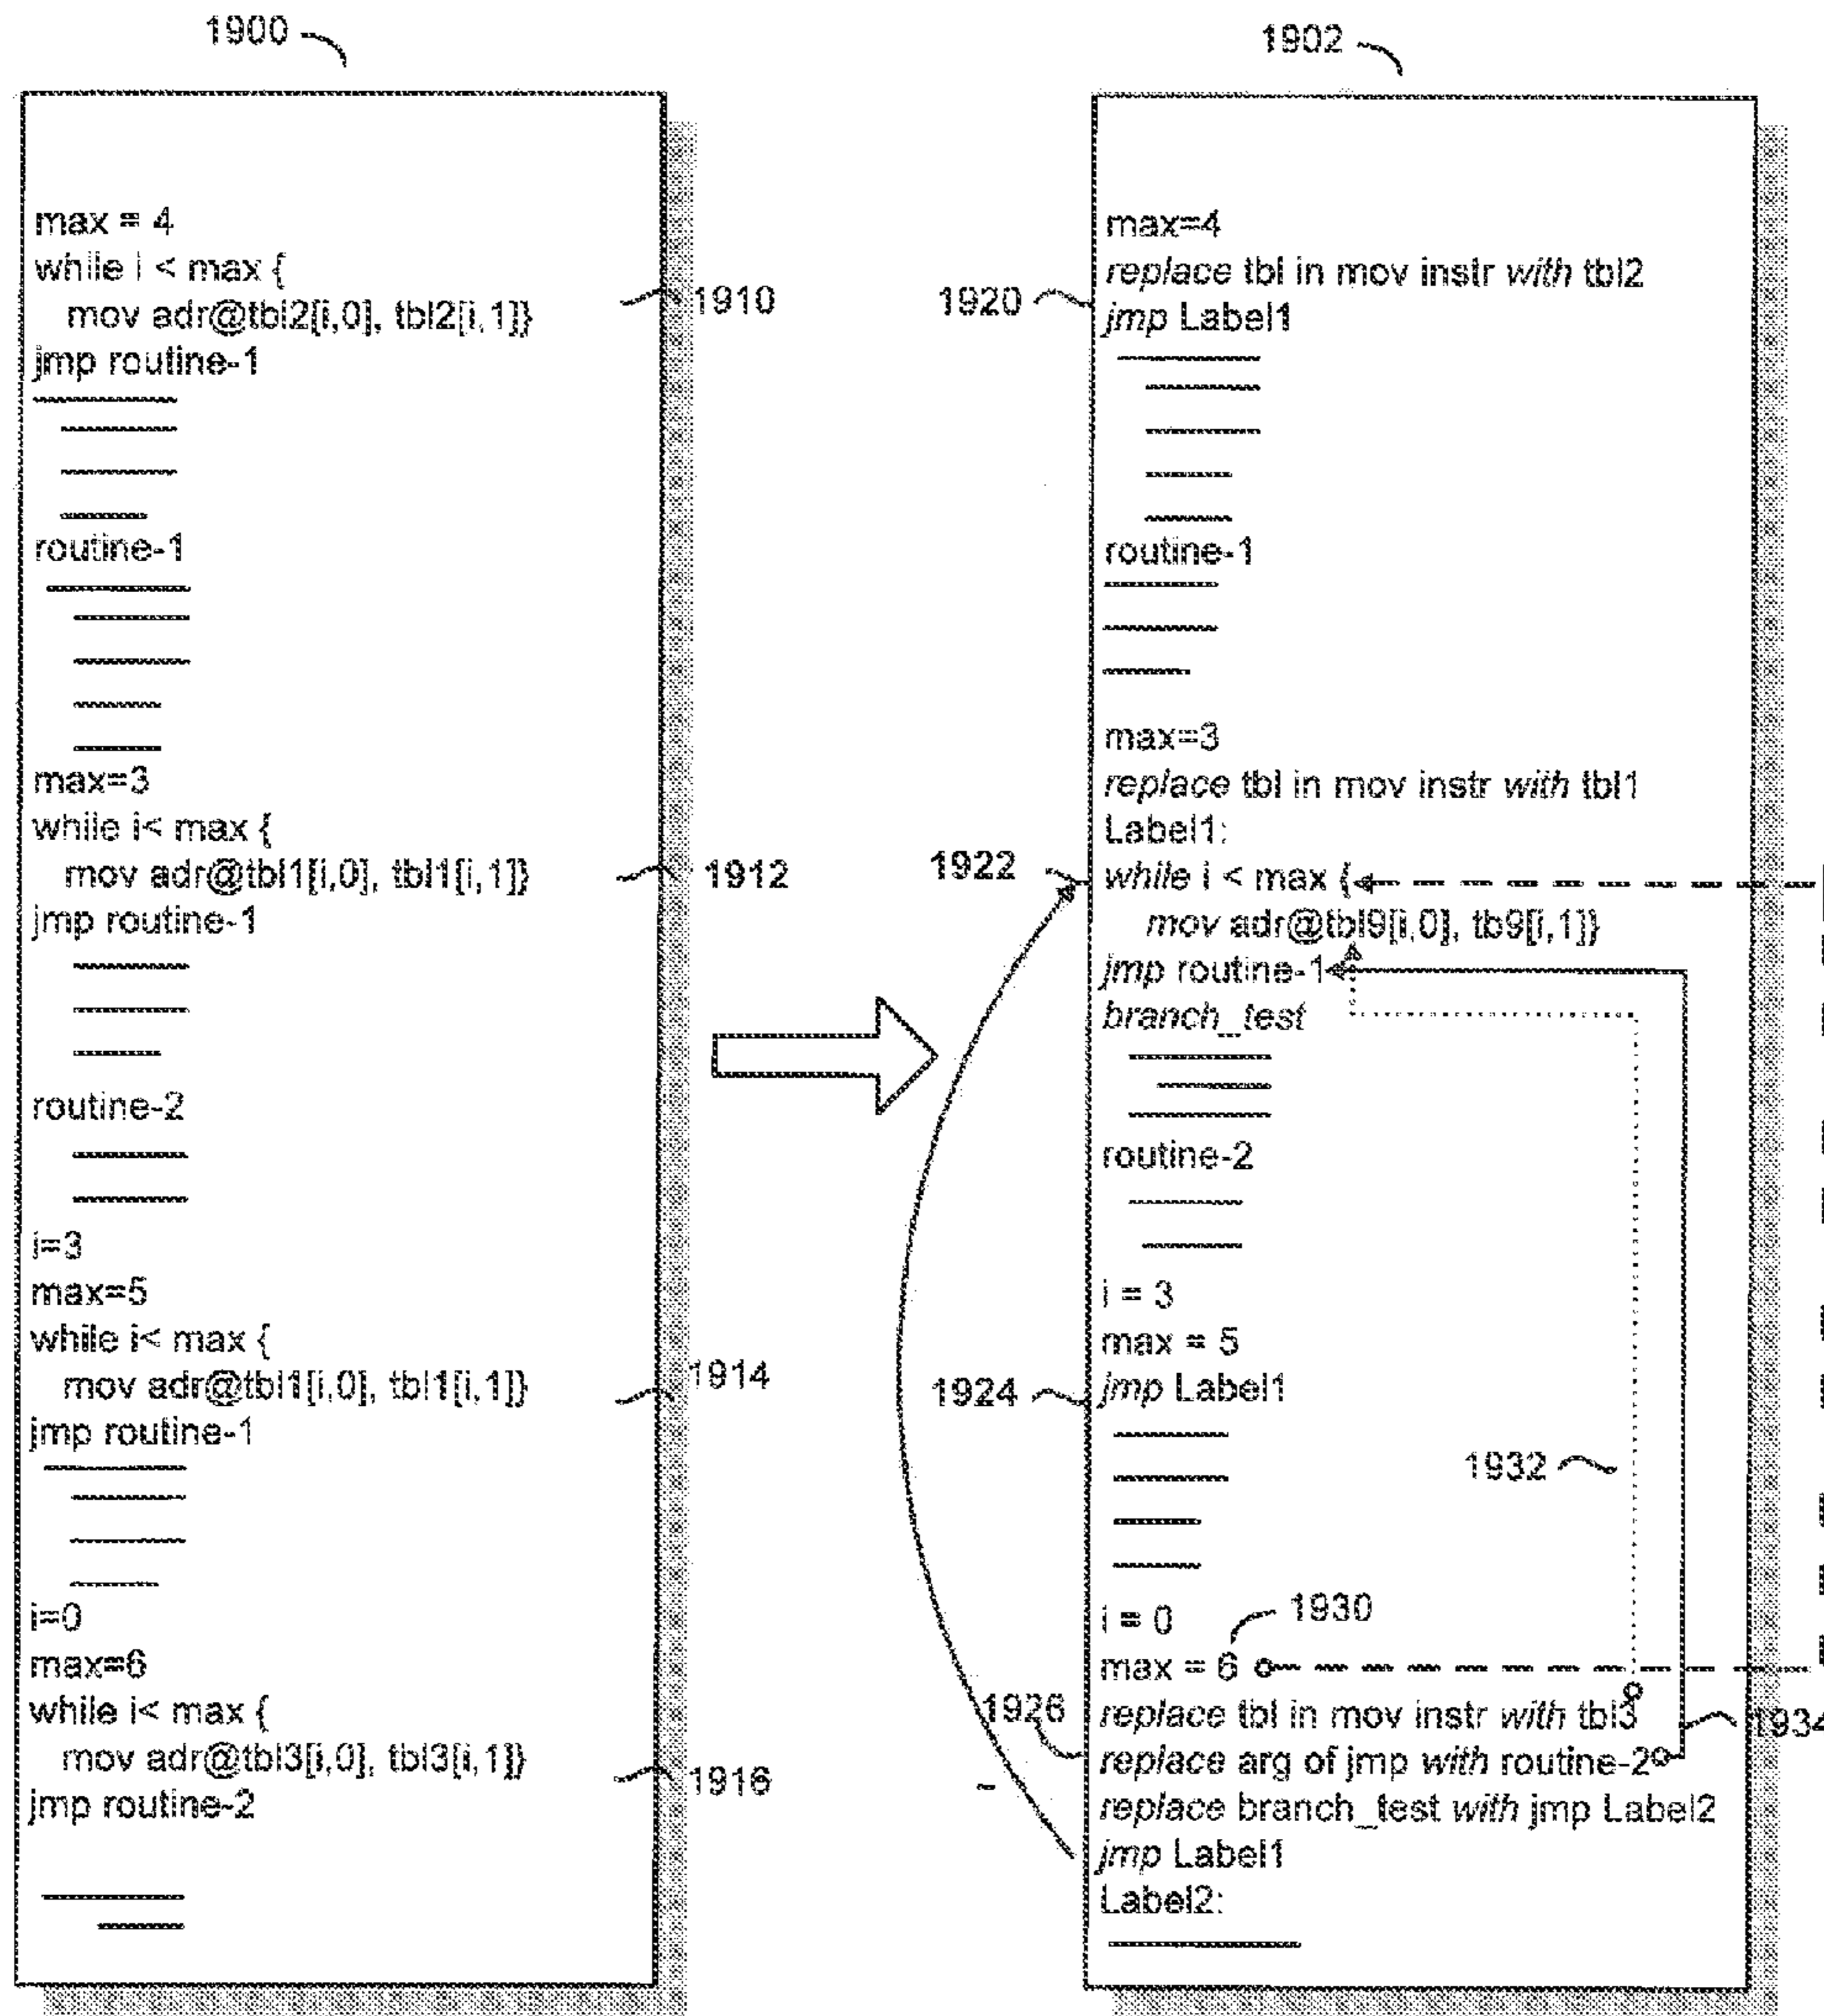 1900
max = 4
while i < max {
mov adr@tbl2[i,0], tbl2[i,1]}
1910
jmp routine-1
routine-1
max=3
while i< max {
mov adr@tbl1[i,0], tbl1[i,1]}
1912
jmp routine-1
routine-2
i=3
max=5
while i< max {
mov adr@tbl1[i,0], tbl1[i,1]}
1914
jmp routine-1
i=0
max=6
while i< max {
mov adr@tbl3[i,0], tbl3[i,1]}
1916
jmp routine-2
1902
max=4
replace tbl in mov instr with tbl2
1920
jmp Label1
routine-1
max=3
replace tbl in mov instr with tbl1
Label1:
1922
while i < max {
mov adr@tbl9[i,0], tb9[i,1]}
jmp routine-1
branch_test
routine-2
i = 3
max = 5
1924
jmp Label1
1932
i = 0
1930
max = 6
1926
replace tbl in mov instr with tbl3
1934
replace arg of jmp with routine-2
replace branch_test with jmp Label2
jmp Label1
Label2: